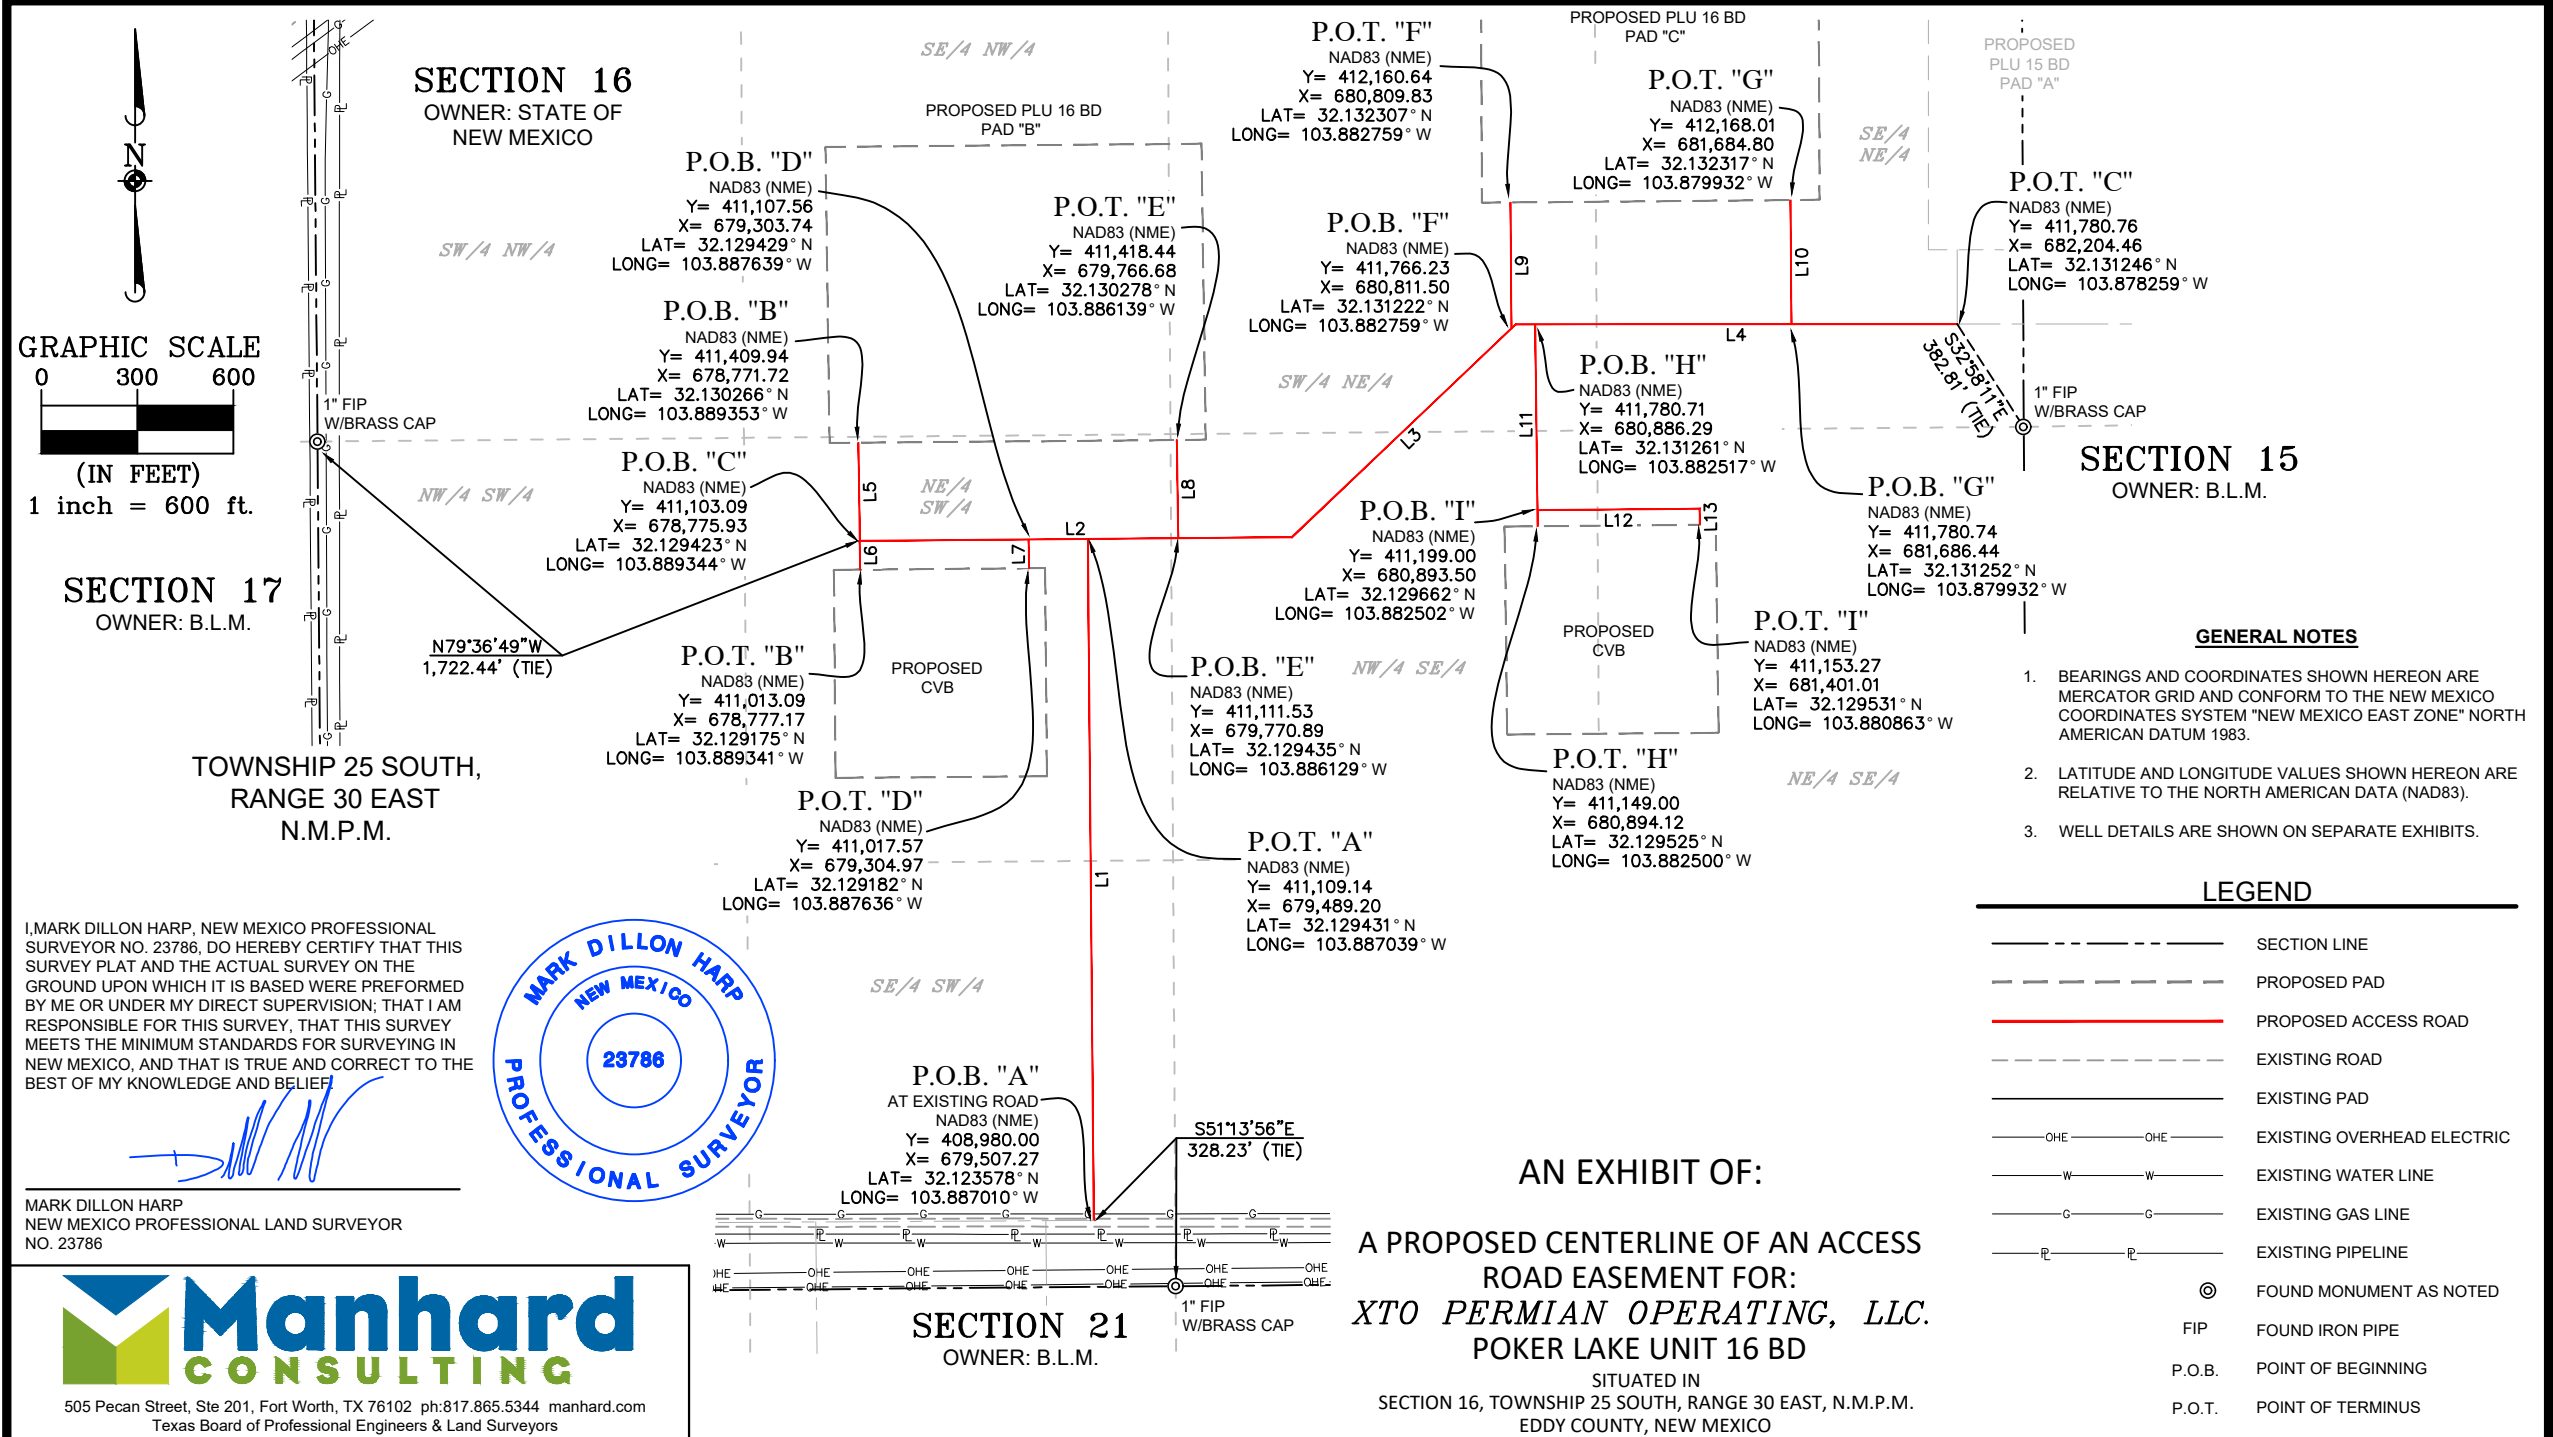 SECTION 16
OWNER: STATE OF
NEW MEXICO
N
GRAPHIC SCALE
0 300 600
(IN FEET)
1 inch = 600 ft.
1" FIP
W/BRASS CAP
SECTION 17
OWNER: B.L.M.
SW/4 NW/4
NW/4 SW/4
SE/4 NW/4
PROPOSED PLU 16 BD
PAD "B"
P.O.B. "D"
NAD83 (NME)
Y= 411,107.56
X= 679,303.74
LAT= 32.129429° N
LONG= 103.887639° W
P.O.B. "B"
NAD83 (NME)
Y= 411,409.94
X= 678,771.72
LAT= 32.130266° N
LONG= 103.889353° W
P.O.B. "C"
NAD83 (NME)
Y= 411,103.09
X= 678,775.93
LAT= 32.129423° N
LONG= 103.889344° W
N79°36'49"W
1,722.44' (TIE)
P.O.T. "B"
NAD83 (NME)
Y= 411,013.09
X= 678,777.17
LAT= 32.129175° N
LONG= 103.889341° W
P.O.T. "D"
NAD83 (NME)
Y= 411,017.57
X= 679,304.97
LAT= 32.129182° N
LONG= 103.887636° W
P.O.T. "E"
NAD83 (NME)
Y= 411,418.44
X= 679,766.68
LAT= 32.130278° N
LONG= 103.886139° W
NE/4
SW/4
L5
L6
L7
L2
L8
L1
L3
PROPOSED
CVB
P.O.T. "F"
NAD83 (NME)
Y= 412,160.64
X= 680,809.83
LAT= 32.132307° N
LONG= 103.882759° W
PROPOSED PLU 16 BD
PAD "C"
P.O.T. "G"
NAD83 (NME)
Y= 412,168.01
X= 681,684.80
LAT= 32.132317° N
LONG= 103.879932° W
SE/4
NE/4
PROPOSED
PLU 15 BD
PAD "A"
P.O.T. "C"
NAD83 (NME)
Y= 411,780.76
X= 682,204.46
LAT= 32.131246° N
LONG= 103.878259° W
P.O.B. "F"
NAD83 (NME)
Y= 411,766.23
X= 680,811.50
LAT= 32.131222° N
LONG= 103.882759° W
L9
L10
L4
L11
SW/4 NE/4
S32°58'11"E
382.81' (TIE)
1" FIP
W/BRASS CAP
SECTION 15
OWNER: B.L.M.
P.O.B. "H"
NAD83 (NME)
Y= 411,780.71
X= 680,886.29
LAT= 32.131261° N
LONG= 103.882517° W
P.O.B. "G"
NAD83 (NME)
Y= 411,780.74
X= 681,686.44
LAT= 32.131252° N
LONG= 103.879932° W
P.O.B. "I"
NAD83 (NME)
Y= 411,199.00
X= 680,893.50
LAT= 32.129662° N
LONG= 103.882502° W
L12
L13
PROPOSED
CVB
P.O.T. "I"
NAD83 (NME)
Y= 411,153.27
X= 681,401.01
LAT= 32.129531° N
LONG= 103.880863° W
P.O.B. "E"
NAD83 (NME)
Y= 411,111.53
X= 679,770.89
LAT= 32.129435° N
LONG= 103.886129° W
NW/4 SE/4
P.O.T. "H"
NAD83 (NME)
Y= 411,149.00
X= 680,894.12
LAT= 32.129525° N
LONG= 103.882500° W
NE/4 SE/4
P.O.T. "A"
NAD83 (NME)
Y= 411,109.14
X= 679,489.20
LAT= 32.129431° N
LONG= 103.887039° W
SE/4 SW/4
TOWNSHIP 25 SOUTH,
RANGE 30 EAST
N.M.P.M.
GENERAL NOTES
1. BEARINGS AND COORDINATES SHOWN HEREON ARE
MERCATOR GRID AND CONFORM TO THE NEW MEXICO
COORDINATES SYSTEM "NEW MEXICO EAST ZONE" NORTH
AMERICAN DATUM 1983.
2. LATITUDE AND LONGITUDE VALUES SHOWN HEREON ARE
RELATIVE TO THE NORTH AMERICAN DATA (NAD83).
3. WELL DETAILS ARE SHOWN ON SEPARATE EXHIBITS.
LEGEND
SECTION LINE
PROPOSED PAD
PROPOSED ACCESS ROAD
EXISTING ROAD
EXISTING PAD
OHE OHE EXISTING OVERHEAD ELECTRIC
W W EXISTING WATER LINE
G G EXISTING GAS LINE
PL PL EXISTING PIPELINE
FOUND MONUMENT AS NOTED
FIP FOUND IRON PIPE
P.O.B. POINT OF BEGINNING
P.O.T. POINT OF TERMINUS
I,MARK DILLON HARP, NEW MEXICO PROFESSIONAL
SURVEYOR NO. 23786, DO HEREBY CERTIFY THAT THIS
SURVEY PLAT AND THE ACTUAL SURVEY ON THE
GROUND UPON WHICH IT IS BASED WERE PREFORMED
BY ME OR UNDER MY DIRECT SUPERVISION; THAT I AM
RESPONSIBLE FOR THIS SURVEY, THAT THIS SURVEY
MEETS THE MINIMUM STANDARDS FOR SURVEYING IN
NEW MEXICO, AND THAT IS TRUE AND CORRECT TO THE
BEST OF MY KNOWLEDGE AND BELIEF.
MARK DILLON HARP
NEW MEXICO PROFESSIONAL LAND SURVEYOR
NO. 23786
MARK DILLON HARP
NEW MEXICO
23786
PROFESSIONAL SURVEYOR
P.O.B. "A"
AT EXISTING ROAD
NAD83 (NME)
Y= 408,980.00
X= 679,507.27
LAT= 32.123578° N
LONG= 103.887010° W
S51°13'56"E
328.23' (TIE)
1" FIP
W/BRASS CAP
SECTION 21
OWNER: B.L.M.
AN EXHIBIT OF:
A PROPOSED CENTERLINE OF AN ACCESS
ROAD EASEMENT FOR:
XTO PERMIAN OPERATING, LLC.
POKER LAKE UNIT 16 BD
SITUATED IN
SECTION 16, TOWNSHIP 25 SOUTH, RANGE 30 EAST, N.M.P.M.
EDDY COUNTY, NEW MEXICO
Manhard
CONSULTING
505 Pecan Street, Ste 201, Fort Worth, TX 76102 ph:817.865.5344 manhard.com
Texas Board of Professional Engineers & Land Surveyors